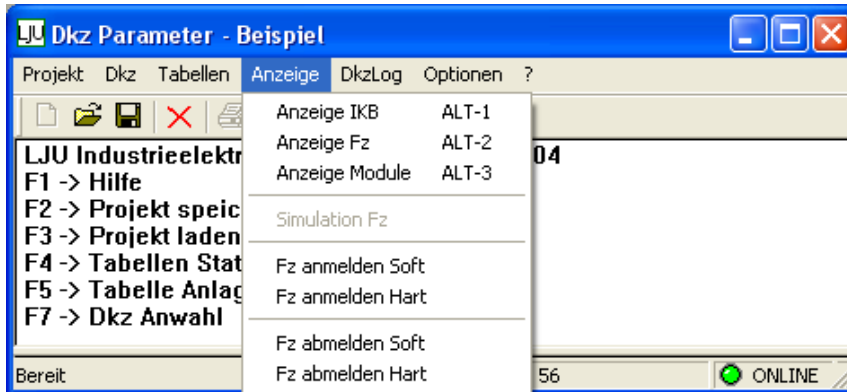 LJU Dkz Parameter - Beispiel
Projekt Dkz Tabellen Anzeige DkzLog Optionen ?
Anzeige IKB ALT-1
Anzeige Fz ALT-2
Anzeige Module ALT-3
Simulation Fz
Fz anmelden Soft
Fz anmelden Hart
Fz abmelden Soft
Fz abmelden Hart
LJU Industrieelektr 04
F1 -> Hilfe
F2 -> Projekt speic
F3 -> Projekt laden
F4 -> Tabellen Stat
F5 -> Tabelle Anlag
F7 -> Dkz Anwahl
Bereit 56 ONLINE